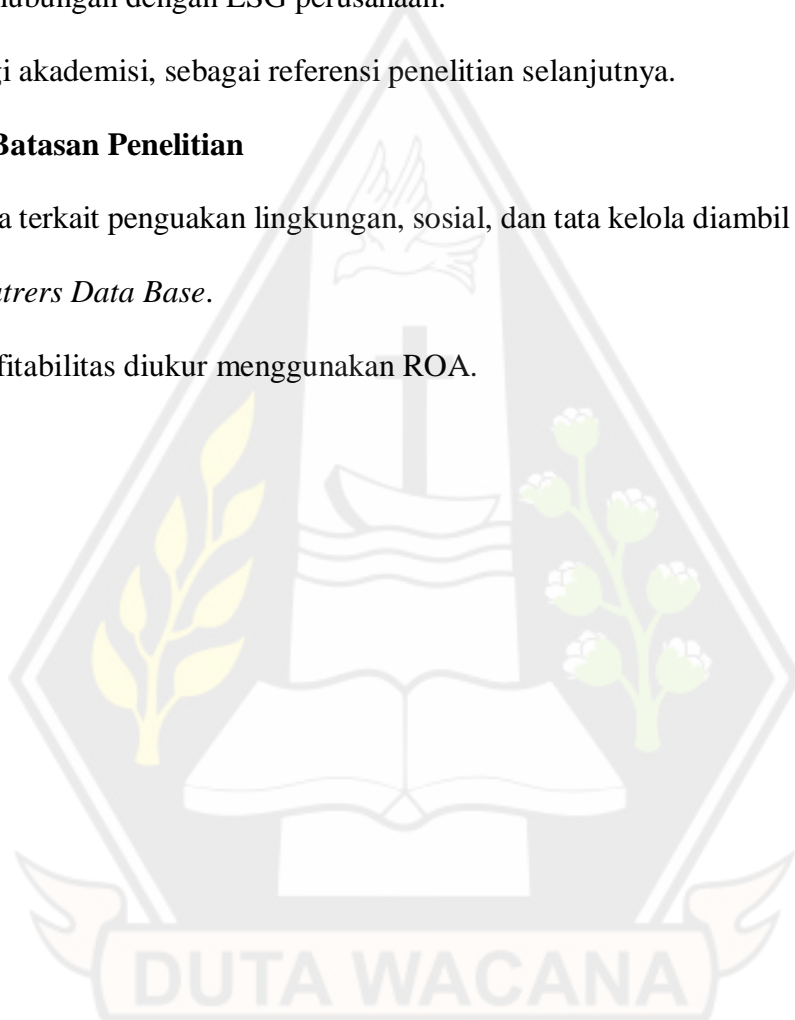 hubungan dengan ESG perusahaan.
gi akademisi, sebagai referensi penelitian selanjutnya.
Batasan Penelitian
a terkait penguakan lingkungan, sosial, dan tata kelola diambil
utrers Data Base.
fitabilitas diukur menggunakan ROA.
DUTA WACANA